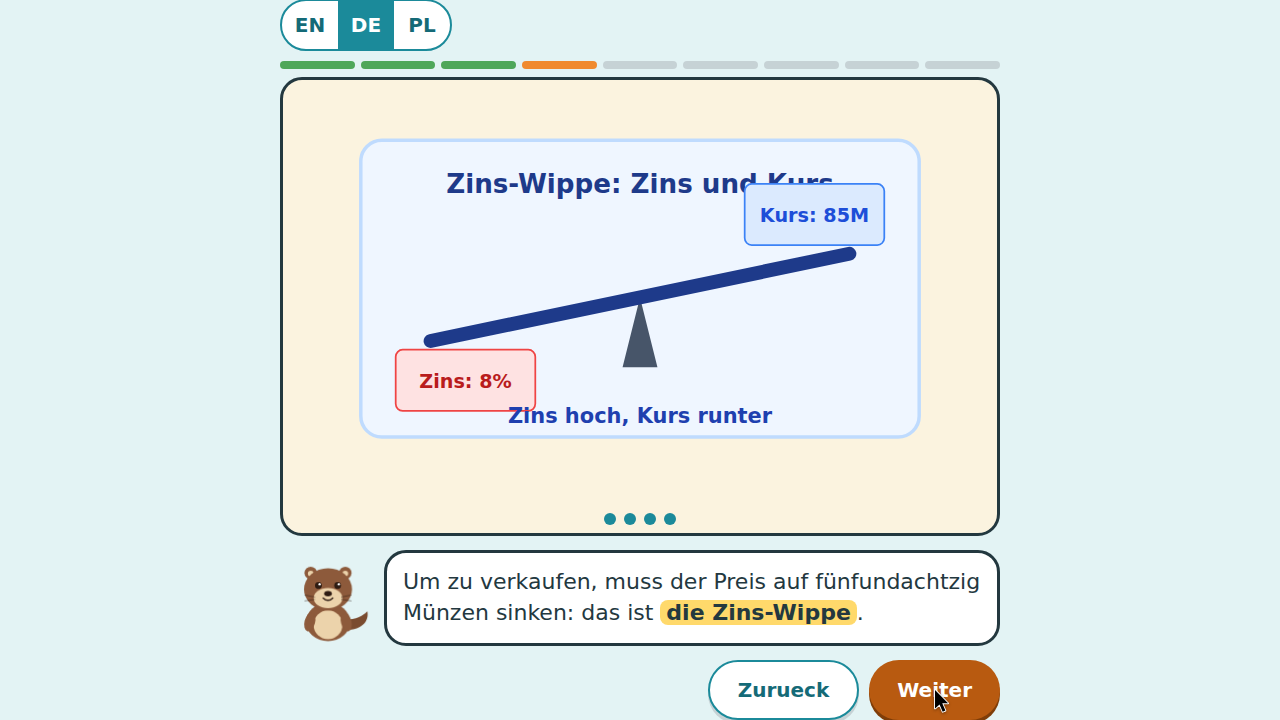 EN DE PL
Zins-Wippe: Zins und Kurs
Kurs: 85M
Zins: 8%
Zins hoch, Kurs runter
Um zu verkaufen, muss der Preis auf fünfundachtzig
Münzen sinken: das ist die Zins-Wippe.
Zurueck Weiter